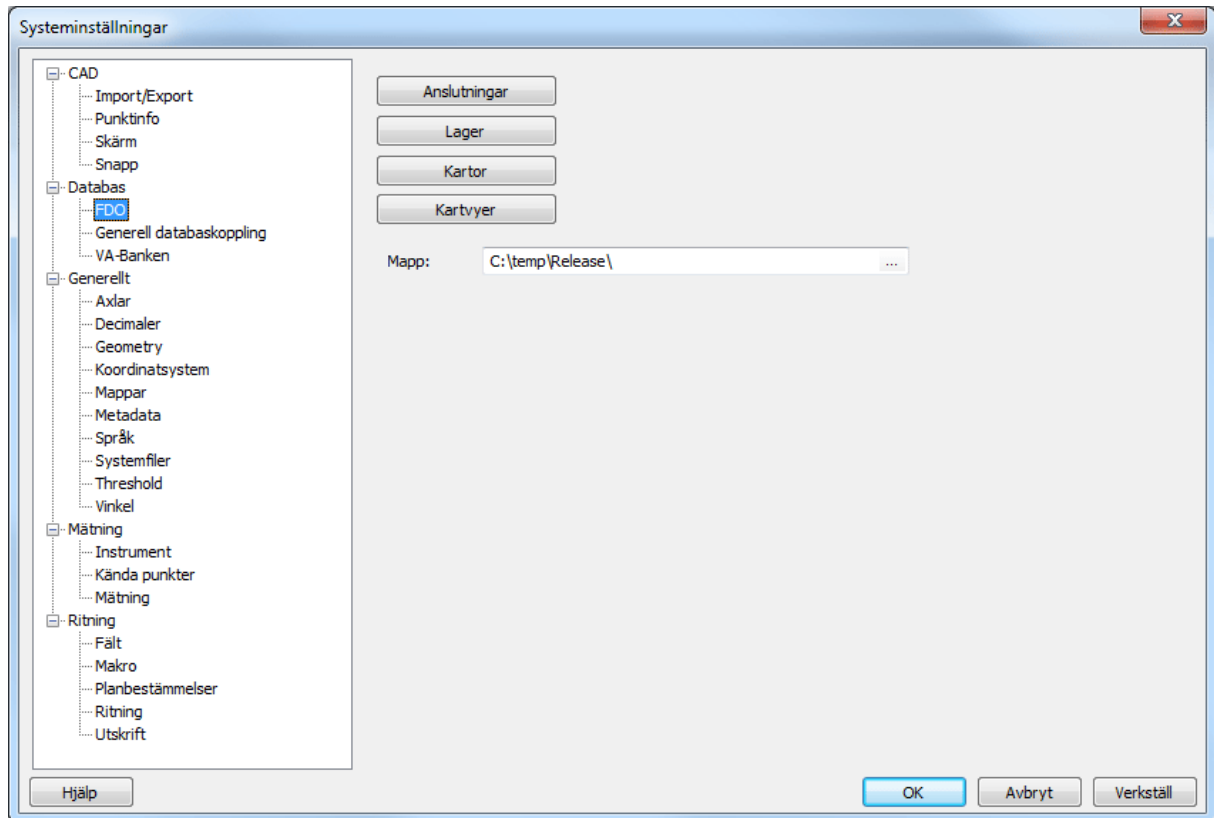 Systeminställningar
CAD
Import/Export
Punktinfo
Skärm
Snapp
Databas
FDO
Generell databaskoppling
VA-Banken
Generellt
Axlar
Decimaler
Geometry
Koordinatsystem
Mappar
Metadata
Språk
Systemfiler
Threshold
Vinkel
Mätning
Instrument
Kända punkter
Mätning
Ritning
Fält
Makro
Planbestämmelser
Ritning
Utskrift
Anslutningar
Lager
Kartor
Kartvyer
Mapp: C:\temp\Release\ ...
Hjälp OK Avbryt Verkställ